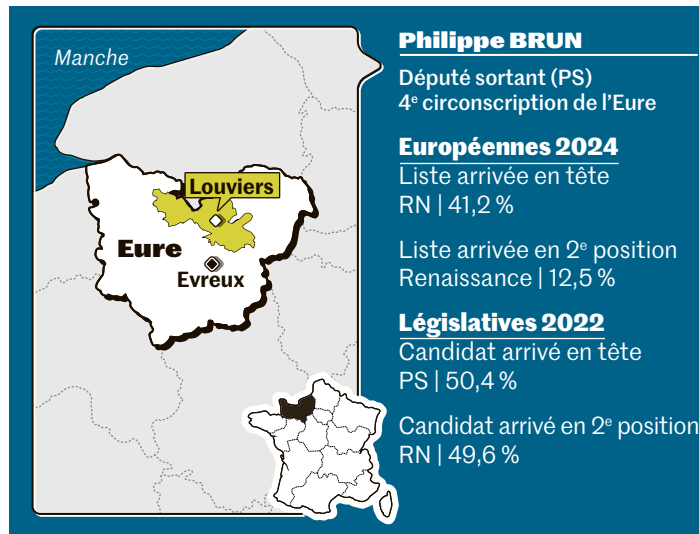 Manche
Louviers
Eure
Evreux
Philippe BRUN
Député sortant (PS)
4e circonscription de l’Eure
Européennes 2024
Liste arrivée en tête
RN | 41,2 %
Liste arrivée en 2e position
Renaissance | 12,5 %
Législatives 2022
Candidat arrivé en tête
PS | 50,4 %
Candidat arrivé en 2e position
RN | 49,6 %